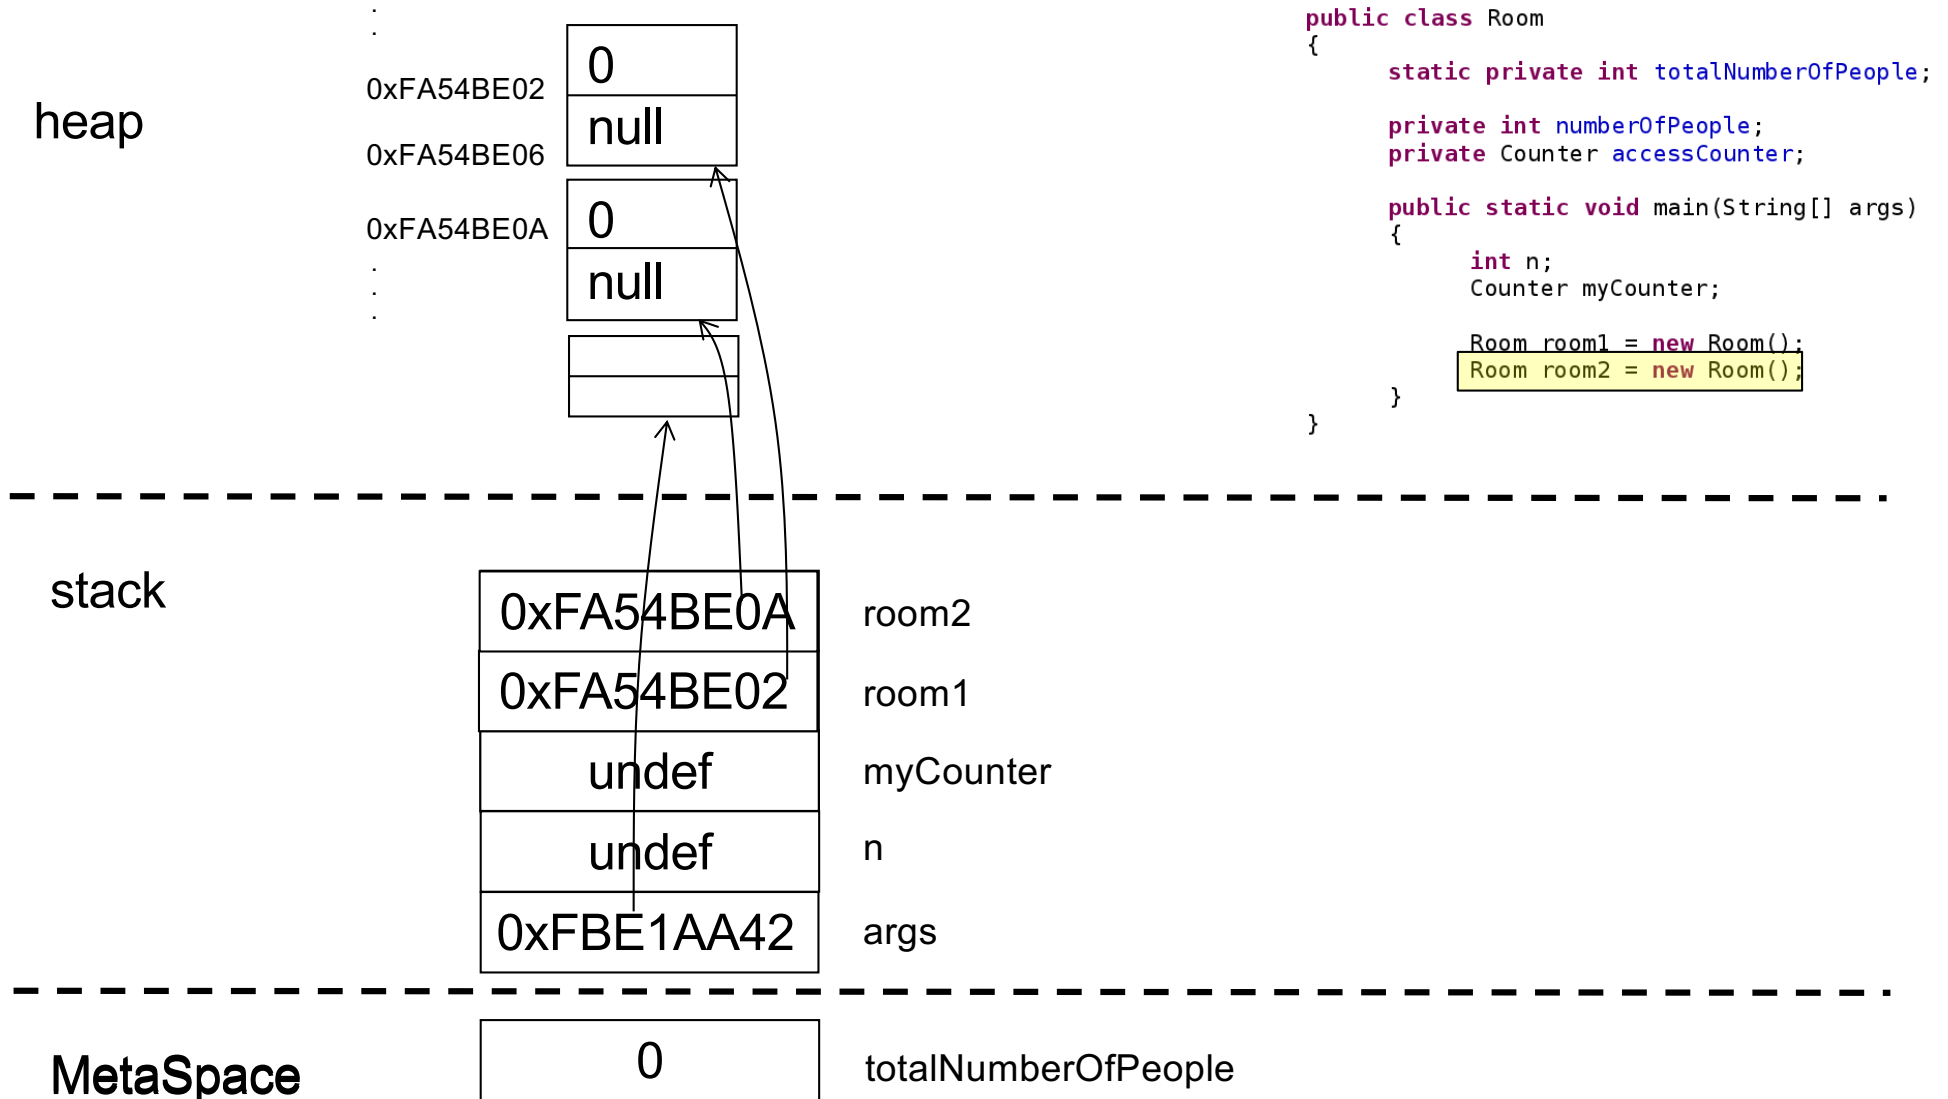 heap
.
.
0xFA54BE02
0xFA54BE06
0xFA54BE0A
.
.
.
0
null
0
null
public class Room
{
static private int totalNumberOfPeople;
private int numberOfPeople;
private Counter accessCounter;
public static void main(String[] args)
{
int n;
Counter myCounter;
Room room1 = new Room();
Room room2 = new Room();
}
}
stack
0xFA54BE0A room2
0xFA54BE02 room1
undef myCounter
undef n
0xFBE1AA42 args
MetaSpace 0 totalNumberOfPeople